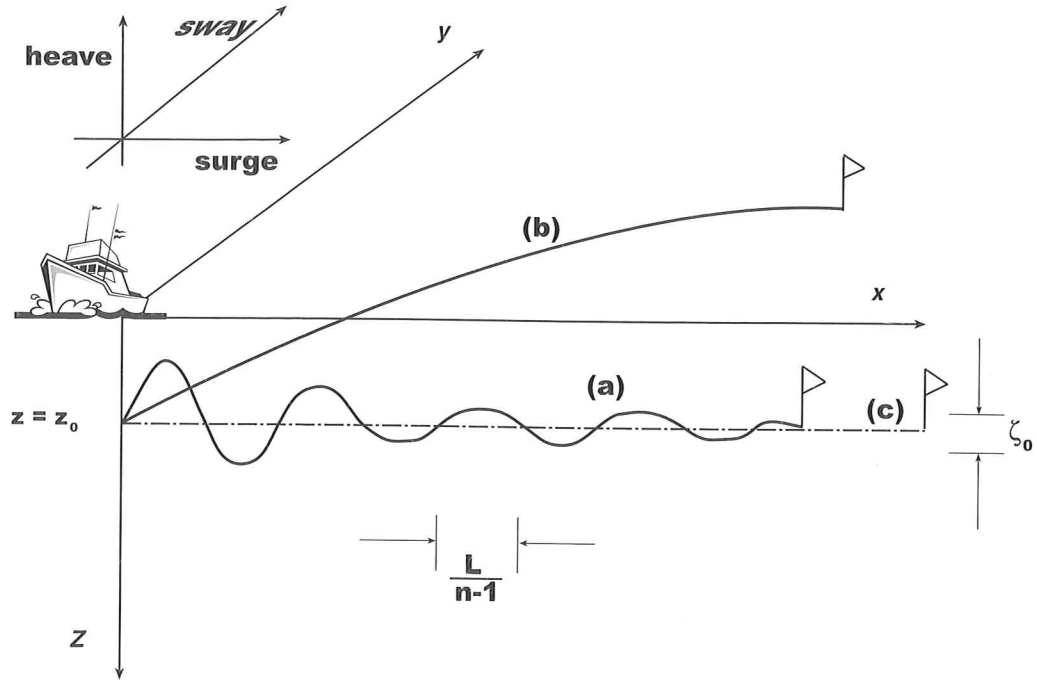 sway
heave
y
surge
(b)
x
(a)
(c)
z = z₀
ζ₀
L
n-1
Z